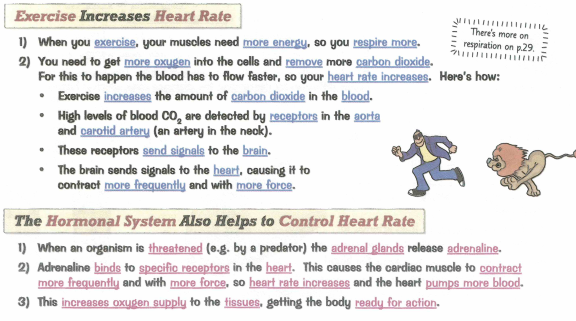 Exercise Increases Heart Rate
There's more on
respiration on p.29.
1) When you exercise, your muscles need more energy, so you respire more.
2) You need to get more oxygen into the cells and remove more carbon dioxide.
For this to happen the blood has to flow faster, so your heart rate increases. Here's how:
• Exercise increases the amount of carbon dioxide in the blood.
• High levels of blood CO₂ are detected by receptors in the aorta
and carotid artery (an artery in the neck).
• These receptors send signals to the brain.
• The brain sends signals to the heart, causing it to
contract more frequently and with more force.
The Hormonal System Also Helps to Control Heart Rate
1) When an organism is threatened (e.g. by a predator) the adrenal glands release adrenaline.
2) Adrenaline binds to specific receptors in the heart. This causes the cardiac muscle to contract
more frequently and with more force, so heart rate increases and the heart pumps more blood.
3) This increases oxygen supply to the tissues, getting the body ready for action.